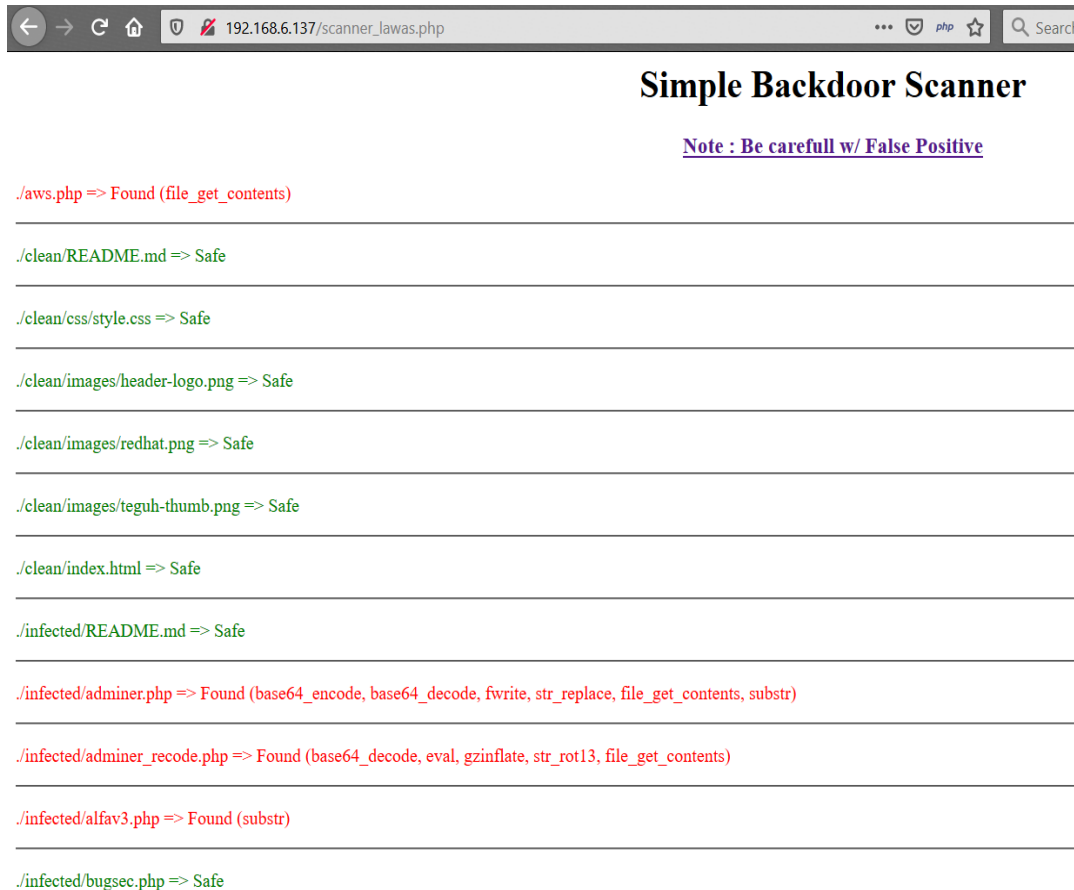 192.168.6.137/scanner_lawas.php
php
Search
Simple Backdoor Scanner
Note : Be carefull w/ False Positive
./aws.php => Found (file_get_contents)
./clean/README.md => Safe
./clean/css/style.css => Safe
./clean/images/header-logo.png => Safe
./clean/images/redhat.png => Safe
./clean/images/teguh-thumb.png => Safe
./clean/index.html => Safe
./infected/README.md => Safe
./infected/adminer.php => Found (base64_encode, base64_decode, fwrite, str_replace, file_get_contents, substr)
./infected/adminer_recode.php => Found (base64_decode, eval, gzinflate, str_rot13, file_get_contents)
./infected/alfav3.php => Found (substr)
./infected/bugsec.php => Safe